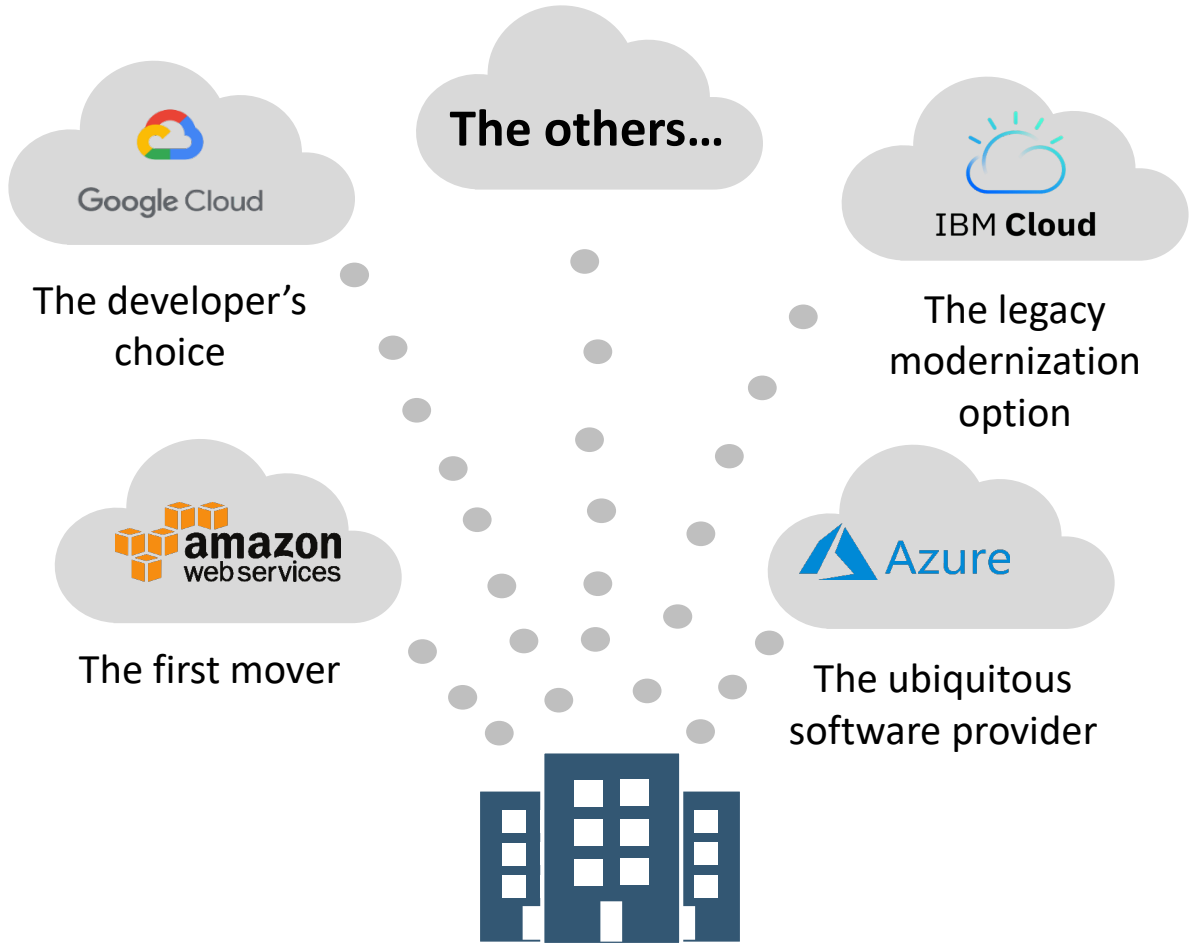 The others…
Google Cloud
The developer’s
choice
IBM Cloud
The legacy
modernization
option
amazon
web services
The first mover
Azure
The ubiquitous
software provider